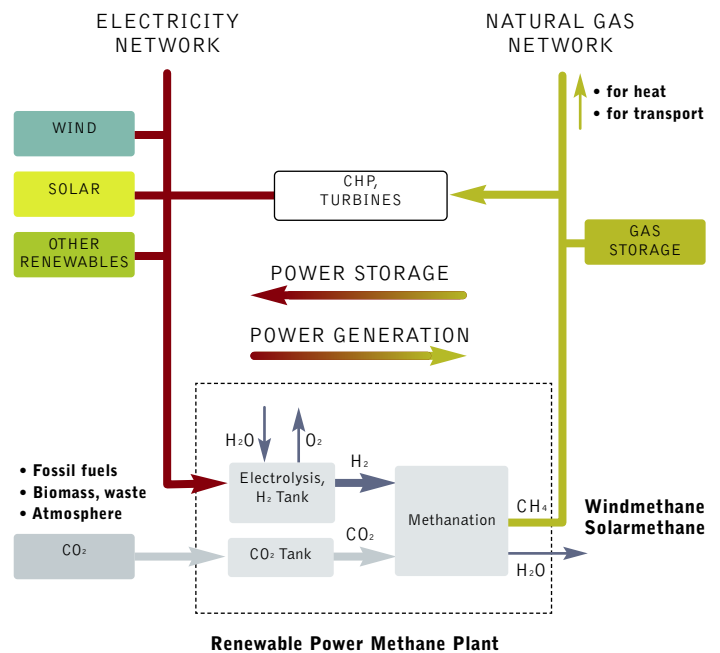 ELECTRICITY
NETWORK
NATURAL GAS
NETWORK
• for heat
• for transport
WIND
SOLAR
OTHER
RENEWABLES
CHP,
TURBINES
GAS
STORAGE
POWER STORAGE
POWER GENERATION
H₂O
O₂
• Fossil fuels
• Biomass, waste
• Atmosphere
Electrolysis,
H₂ Tank
H₂
Methanation
CH₄
Windmethane
Solarmethane
CO₂
CO₂ Tank
CO₂
H₂O
Renewable Power Methane Plant